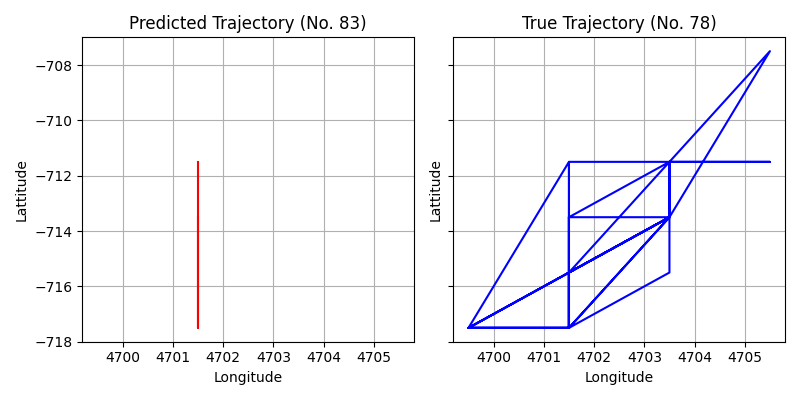 Predicted Trajectory (No. 83)
True Trajectory (No. 78)
Lattitude
−708
−710
−712
−714
−716
−718
4700 4701 4702 4703 4704 4705
Longitude
Lattitude
4700 4701 4702 4703 4704 4705
Longitude